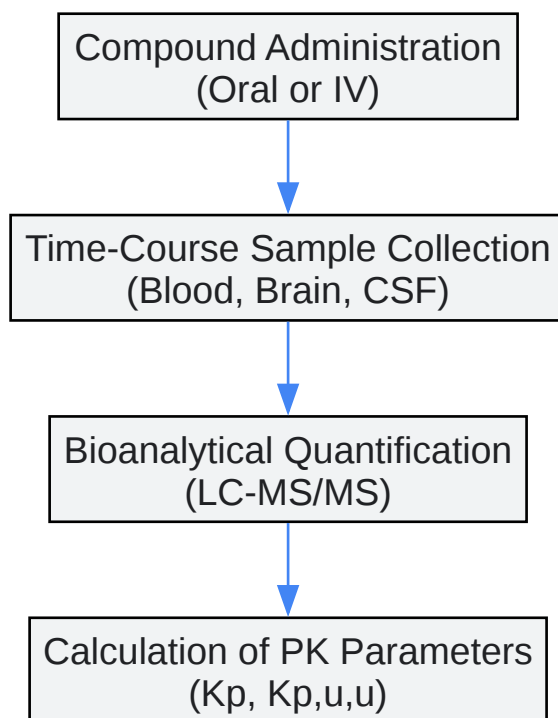 Compound Administration
(Oral or IV)
Time-Course Sample Collection
(Blood, Brain, CSF)
Bioanalytical Quantification
(LC-MS/MS)
Calculation of PK Parameters
(Kp, Kp,u,u)